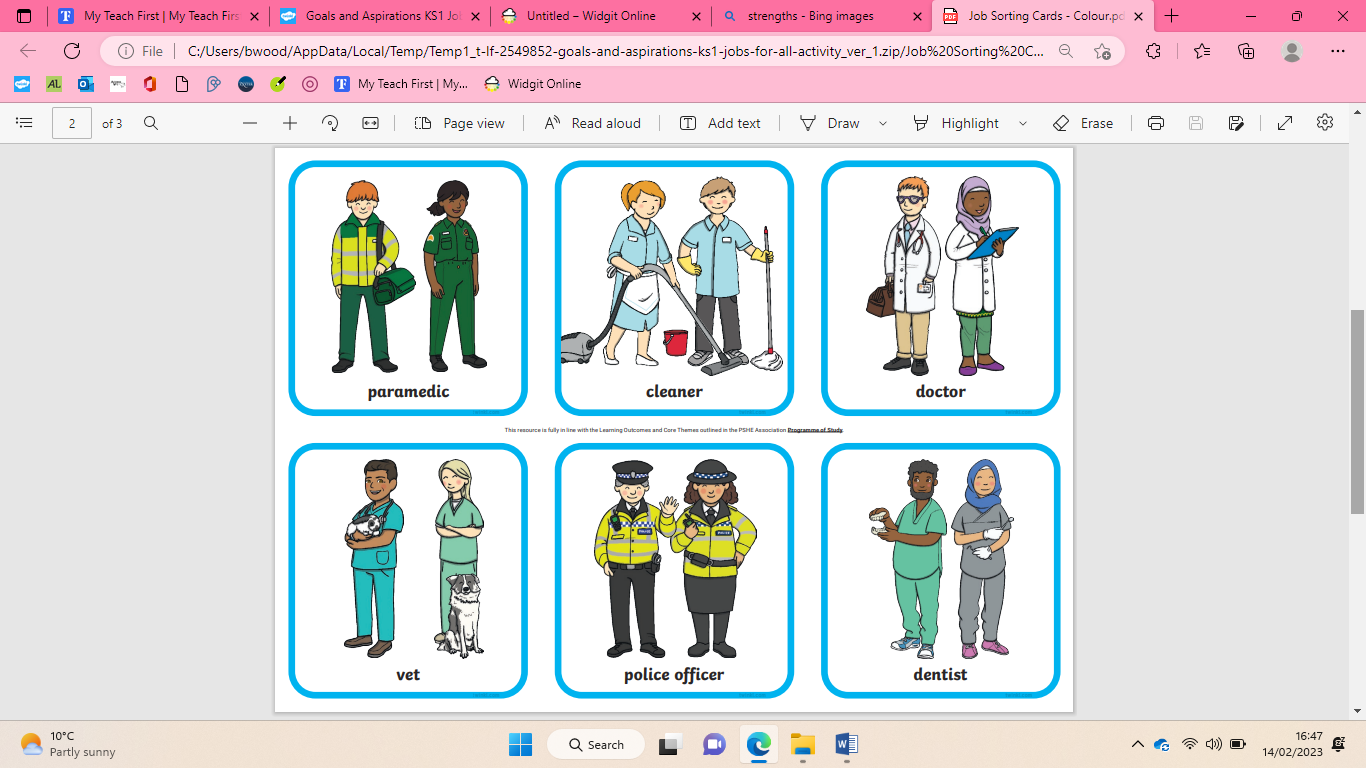 My Teach First | My Teach Firs
Goals and Aspirations KS1 Jo
Untitled – Widgit Online
strengths - Bing images
Job Sorting Cards - Colour.pd
File
C:/Users/bwood/AppData/Local/Temp/Temp1_t-lf-2549852-goals-and-aspirations-ks1-jobs-for-all-activity_ver_1.zip/Job%20Sorting%20C...
My Teach First | My...
Widgit Online
2 of 3
Page view
Read aloud
Add text
Draw
Highlight
Erase
paramedic
cleaner
doctor
This resource is fully in line with the Learning Outcomes and Core Themes outlined in the PSHE Association Programme of Study.
POLICE
POLICE
vet
police officer
dentist
10°C
Partly sunny
Search
16:47
14/02/2023